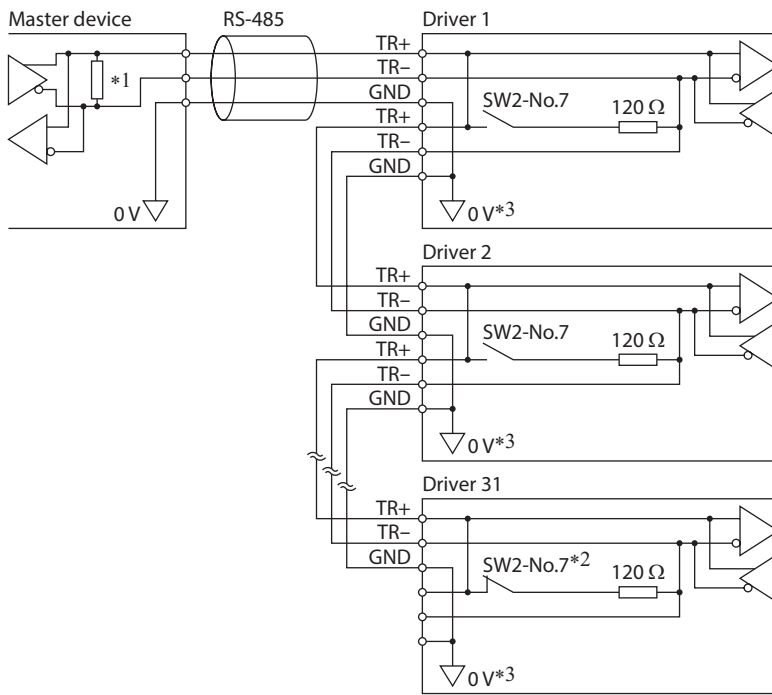 Master device
RS-485
Driver 1
*1
0 V
TR+
TR–
GND
TR+
TR–
GND
SW2-No.7
120 Ω
0 V*3
Driver 2
TR+
TR–
GND
TR+
TR–
GND
SW2-No.7
120 Ω
0 V*3
Driver 31
TR+
TR–
GND
SW2-No.7*2
120 Ω
0 V*3